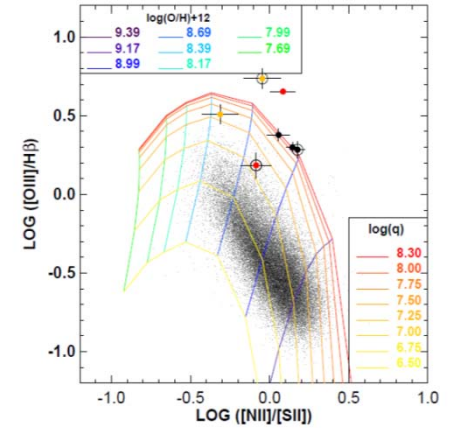 log(O/H)+12
9.39 8.69 7.99
9.17 8.39 7.69
8.99 8.17
1.0
0.5
0.0
-0.5
-1.0
LOG ([OIII]/Hβ)
log(q)
8.30
8.00
7.75
7.50
7.25
7.00
6.75
6.50
-1.0 -0.5 0.0 0.5 1.0
LOG ([NII]/[SII])